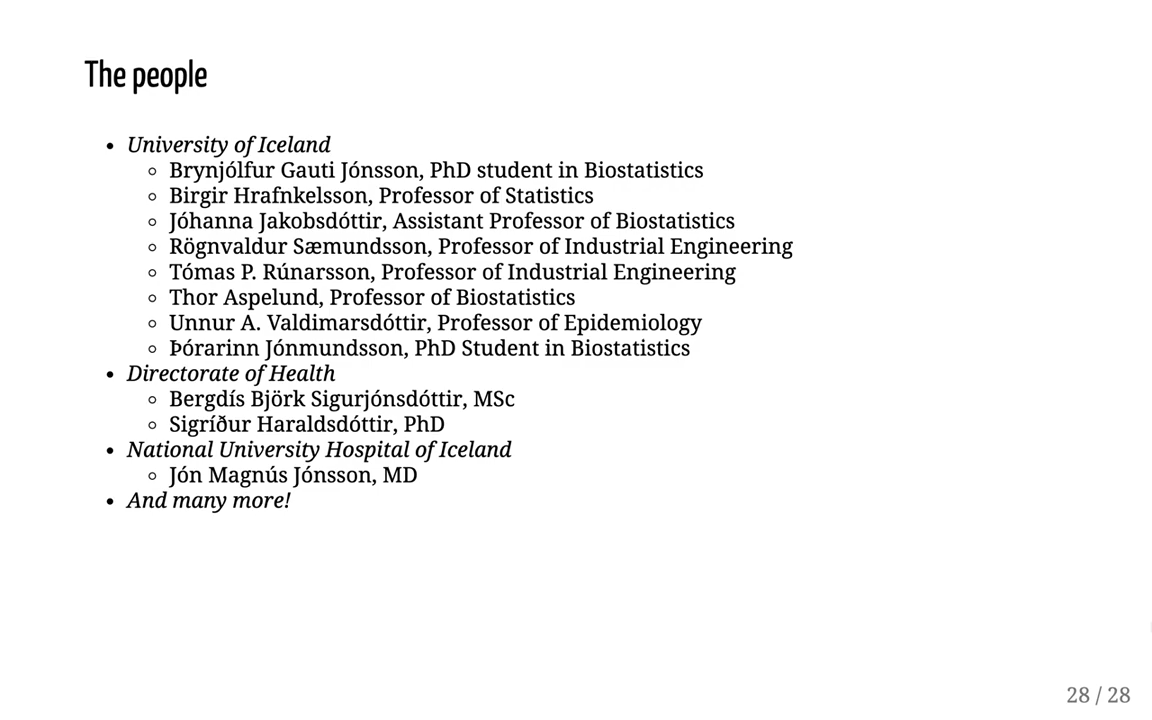 The people
• University of Iceland
◦ Brynjólfur Gauti Jónsson, PhD student in Biostatistics
◦ Birgir Hrafnkelsson, Professor of Statistics
◦ Jóhanna Jakobsdóttir, Assistant Professor of Biostatistics
◦ Rögnvaldur Sæmundsson, Professor of Industrial Engineering
◦ Tómas P. Rúnarsson, Professor of Industrial Engineering
◦ Thor Aspelund, Professor of Biostatistics
◦ Unnur A. Valdimarsdóttir, Professor of Epidemiology
◦ Þórarinn Jónmundsson, PhD Student in Biostatistics
• Directorate of Health
◦ Bergdís Björk Sigurjónsdóttir, MSc
◦ Sigríður Haraldsdóttir, PhD
• National University Hospital of Iceland
◦ Jón Magnús Jónsson, MD
• And many more!
28 / 28